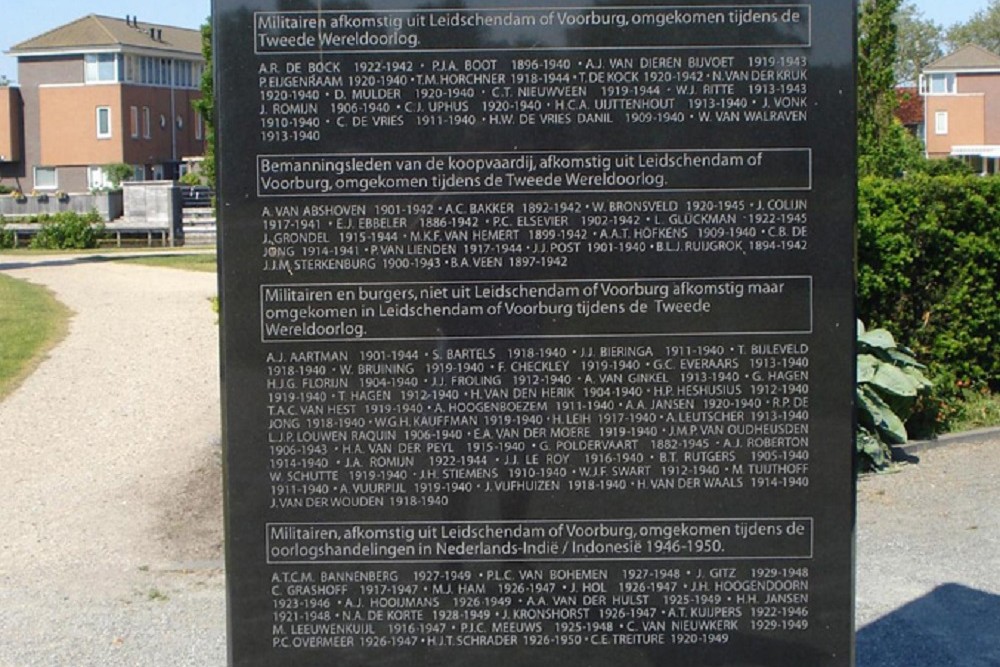 Militairen afkomstig uit Leidschendam of Voorburg, omgekomen tijdens de
Tweede Wereldoorlog.
A.R. DE BOCK 1922-1942 • P.J.A. BOOT 1896-1940 • A.J. VAN DIEREN BIJVOET 1919-1943
P. EIJGENRAAM 1920-1940 • T.M. HORCHNER 1918-1944 • T. DE KOCK 1920-1942 • N. VAN DER KRUK
1920-1940 • D. MULDER 1920-1940 • C.T. NIEUWVEEN 1919-1944 • W.J. RITTE 1913-1943
J. ROMIJN 1906-1940 • C.J. UPHUS 1920-1940 • H.C.A. UIJTTENHOUT 1913-1940 • J. VONK
1910-1940 • C. DE VRIES 1911-1940 • H.W. DE VRIES DANIL 1909-1940 • W. VAN WALRAVEN
1913-1940
Bemanningsleden van de koopvaardij, afkomstig uit Leidschendam of
Voorburg, omgekomen tijdens de Tweede Wereldoorlog.
A. VAN ABSHOVEN 1901-1942 • A.C. BAKKER 1892-1942 • W. BRONSVELD 1920-1945 • J. COLIJN
1917-1941 • E.J. EBBELER 1886-1942 • P.C. ELSEVIER 1902-1942 • L. GLÜCKMAN 1922-1945
J. GRONDEL 1915-1944 • M.K.F. VAN HEMERT 1899-1942 • A.A.T. HÖFKENS 1909-1940 • C.B. DE
JONG 1914-1941 • P. VAN LIENDEN 1917-1944 • J.J. POST 1901-1940 • B.L.J. RUIJGROK 1894-1942
J.J.M. STERKENBURG 1900-1943 • B.A. VEEN 1897-1942
Militairen en burgers, niet uit Leidschendam of Voorburg afkomstig maar
omgekomen in Leidschendam of Voorburg tijdens de Tweede
Wereldoorlog.
A.J. AARTMAN 1901-1944 • S. BARTELS 1918-1940 • J.J. BIERINGA 1911-1940 • T. BIJLEVELD
1918-1940 • W. BRUINING 1919-1940 • F. CHECKLEY 1919-1940 • G.C. EVERAARS 1913-1940
H.J.G. FLORIJN 1904-1940 • J.J. FROLING 1912-1940 • A. VAN GINKEL 1913-1940 • G. HAGEN
1919-1940 • T. HAGEN 1912-1940 • H. VAN DEN HERIK 1904-1940 • H.P. HESHUSIUS 1912-1940
T.A.C. VAN HEST 1919-1940 • A. HOOGENBOEZEM 1911-1940 • A.A. JANSEN 1920-1940 • R.P. DE
JONG 1918-1940 • W.G.H. KAUFFMAN 1919-1940 • H. LEIH 1917-1940 • A. LEUTSCHER 1913-1940
L.J.P. LOUWEN RAQUIN 1906-1940 • E.A. VAN DER MOERE 1919-1940 • J.M.P. VAN OUDHEUSDEN
1906-1943 • H.A. VAN DER PEYL 1915-1940 • G. POLDERVAART 1882-1945 • A.J. ROBERTON
1914-1940 • J.A. ROMIJN 1922-1944 • J.J. LE ROY 1916-1940 • B.T. RUTGERS 1905-1940
W. SCHUTTE 1919-1940 • J.H. STIEMENS 1910-1940 • W.J.F. SWART 1912-1940 • M. TUIJTHOFF
1911-1940 • A. VUURPIJL 1919-1940 • J. VIJFHUIZEN 1918-1940 • H. VAN DER WAALS 1914-1940
J. VAN DER WOUDEN 1918-1940
Militairen, afkomstig uit Leidschendam of Voorburg, omgekomen tijdens de
oorlogshandelingen in Nederlands-Indië / Indonesië 1946-1950.
A.T.C.M. BANNENBERG 1927-1949 • P.L.C. VAN BOHEMEN 1927-1948 • J. GITZ 1929-1948
C. GRASHOFF 1917-1947 • M.J. HAM 1926-1947 • J. HOL 1926-1947 • J.H. HOOGENDOORN
1923-1946 • A.J. HOOIJMANS 1926-1949 • A.A. VAN DER HULST 1925-1949 • H.H. JANSEN
1921-1948 • N.A. DE KORTE 1928-1949 • J. KRONSHORST 1926-1947 • A.T. KUIJPERS 1922-1946
M. LEEUWENKUIJL 1916-1947 • P.J.C. MEEUWS 1925-1948 • C. VAN NIEUWKERK 1929-1949
P.C. OVERMEER 1926-1947 • H.J.T. SCHRADER 1926-1950 • C.E. TREITURE 1920-1949